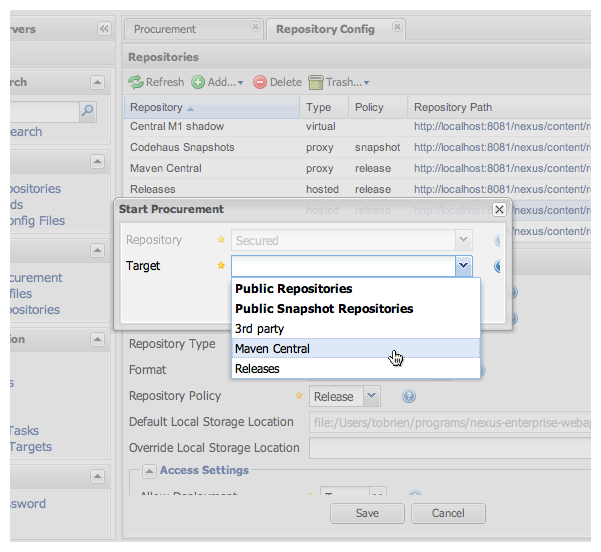 rvers
Procurement
Repository Config
Repositories
Refresh Add... Delete Trash...
rch
Repository Type Policy Repository Path
Central M1 shadow virtual http://localhost:8081/nexus/content/r
earch
Codehaus Snapshots proxy snapshot http://localhost:8081/nexus/content/r
Maven Central proxy release http://localhost:8081/nexus/content/r
positories
Releases hosted release http://localhost:8081/nexus/content/r
ds
Start Procurement
hosted release http://localhost:8081/nexus/content/r
onfig Files
http://localhost:8081/nexus/content/r
Repository Secured
Target
curement
files
positories
Public Repositories
Public Snapshot Repositories
3rd party
Maven Central
Releases
ion
Repository Type
Format
Repository Policy Release
Default Local Storage Location file:/Users/tobrien/programs/nexus-enterprise-webap
Tasks
Targets
Override Local Storage Location
Access Settings
Allow Deployment
ssword
Save Cancel